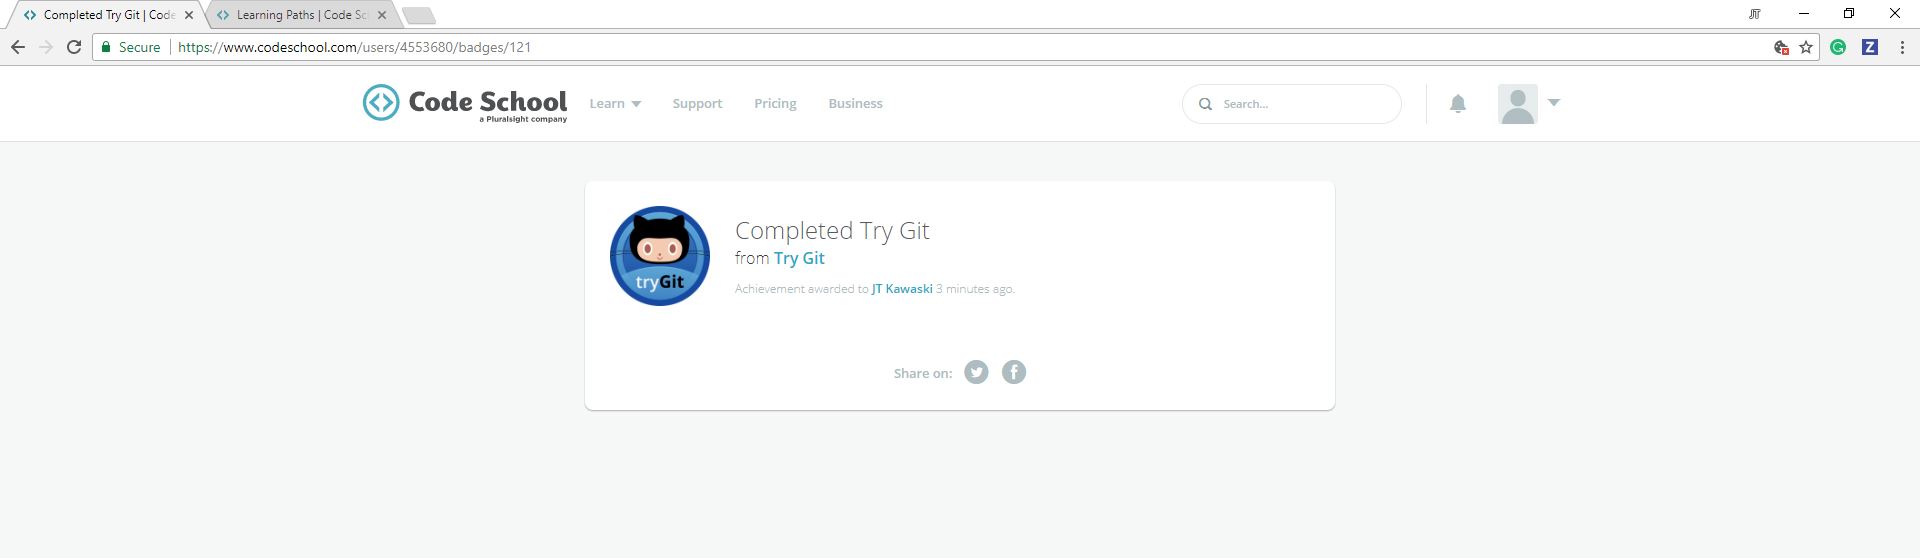 Completed Try Git | Code
Learning Paths | Code Sc
JT
Secure | https://www.codeschool.com/users/4553680/badges/121
Z
Code School
a Pluralsight company
Learn
Support
Pricing
Business
Search...
tryGit
Completed Try Git
from Try Git
Achievement awarded to JT Kawaski 3 minutes ago.
Share on: